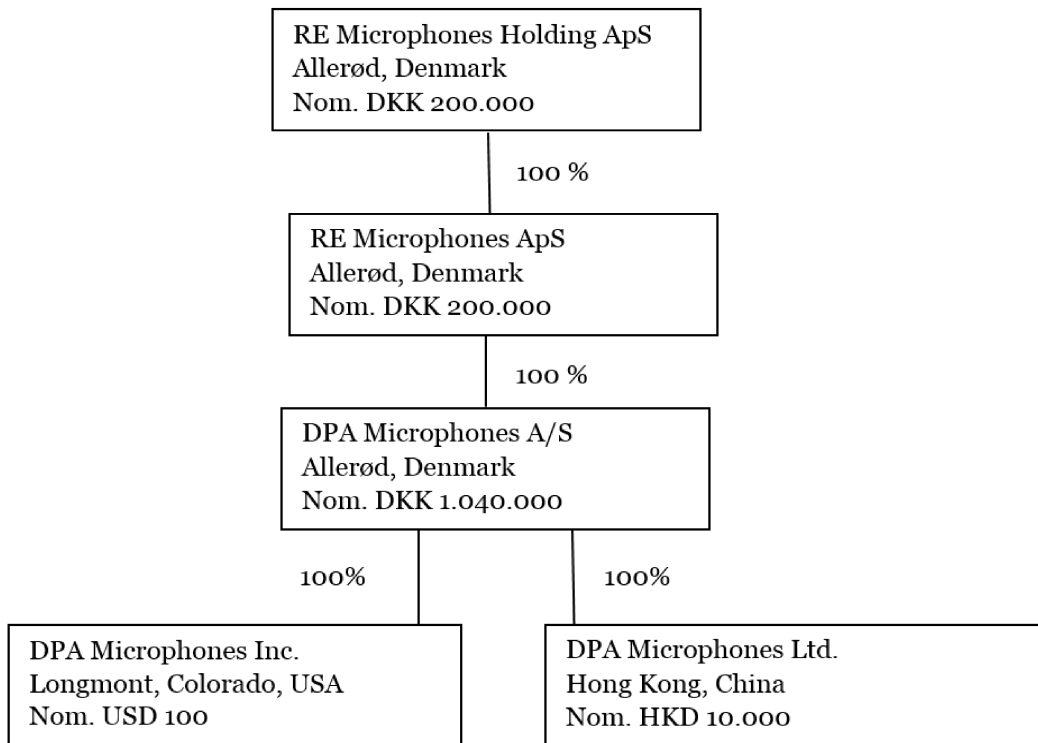 RE Microphones Holding ApS
Allerød, Denmark
Nom. DKK 200.000
100 %
RE Microphones ApS
Allerød, Denmark
Nom. DKK 200.000
100 %
DPA Microphones A/S
Allerød, Denmark
Nom. DKK 1.040.000
100%
100%
DPA Microphones Inc.
Longmont, Colorado, USA
Nom. USD 100
DPA Microphones Ltd.
Hong Kong, China
Nom. HKD 10.000